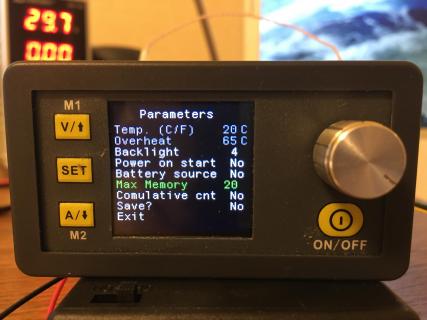 29.7
0.00
M1
V/⬆
SET
A/⬇
M2
Parameters
Temp. (C/F) 20 C
Overheat 65 C
Backlight 4
Power on start No
Battery source No
Max Memory 20
Comulative cnt No
Save? No
Exit
ON/OFF